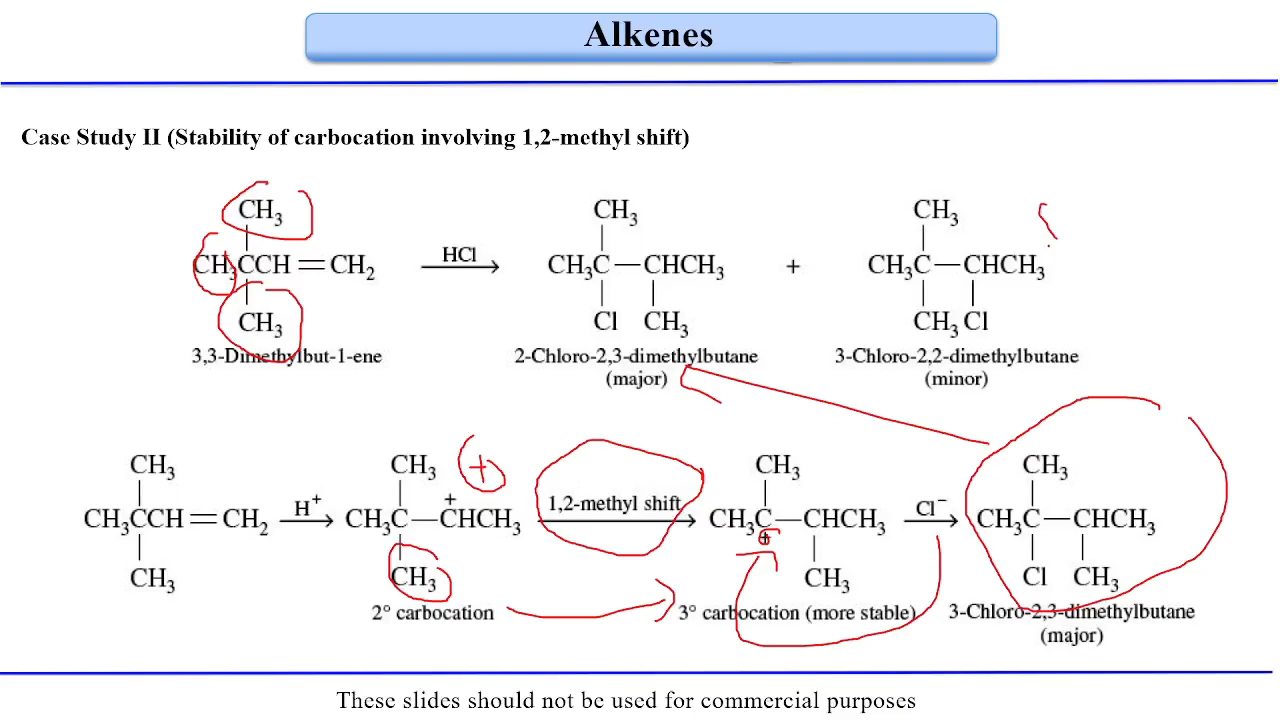 Alkenes
Case Study II (Stability of carbocation involving 1,2-methyl shift)
CH₃ CH₃ CH₃
CH₃CCH=CH₂ HCl CH₃C—CHCH₃ + CH₃C—CHCH₃
CH₃ Cl CH₃ CH₃ Cl
3,3-Dimethylbut-1-ene 2-Chloro-2,3-dimethylbutane 3-Chloro-2,2-dimethylbutane
(major) (minor)
CH₃ CH₃ + CH₃ CH₃
CH₃CCH=CH₂ H⁺ CH₃C—C⁺HCH₃ 1,2-methyl shift CH₃C—CHCH₃ Cl⁻ CH₃C—CHCH₃
+
CH₃ CH₃ CH₃ Cl CH₃
2° carbocation 3° carbocation (more stable) 3-Chloro-2,3-dimethylbutane
(major)
These slides should not be used for commercial purposes